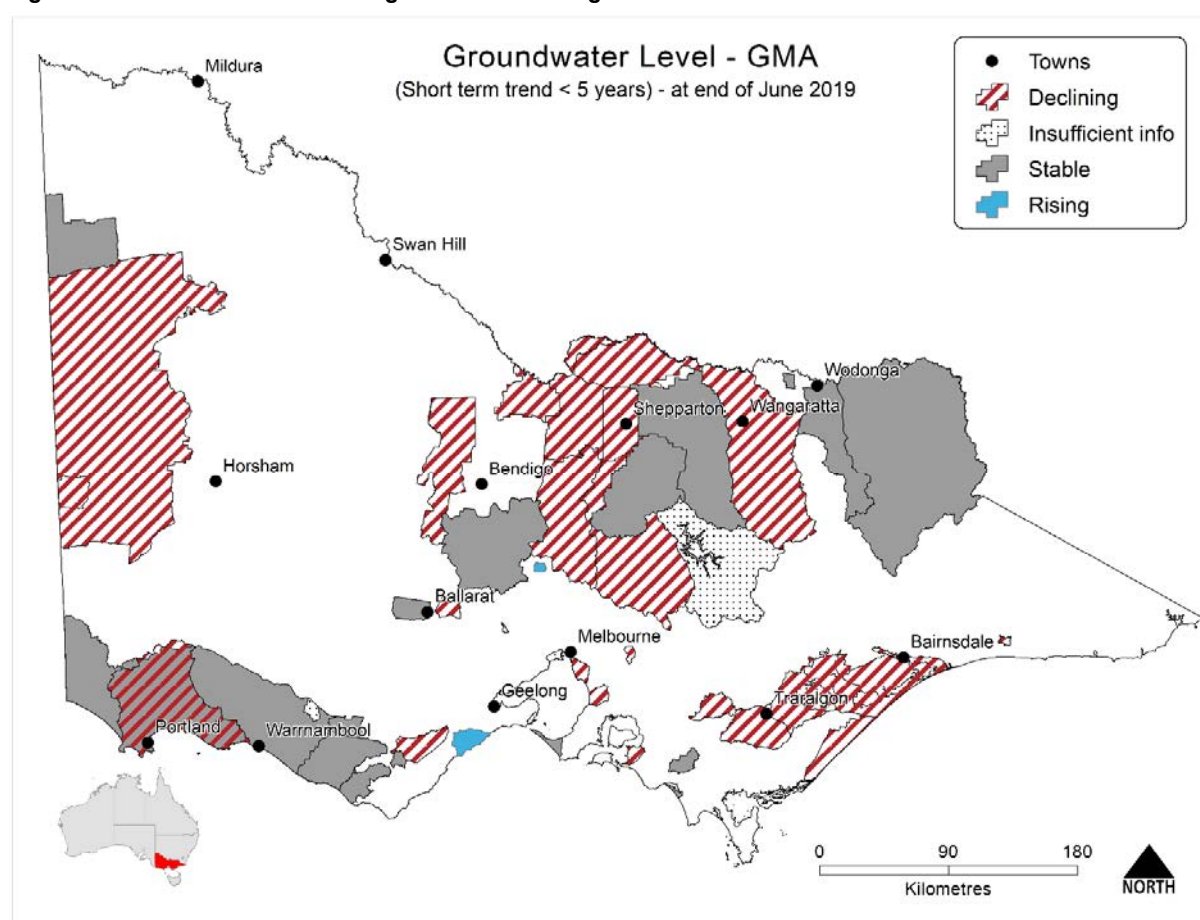 Groundwater Level - GMA
(Short term trend < 5 years) - at end of June 2019
Towns
Declining
Insufficient info
Stable
Rising
Mildura
Swan Hill
Wodonga
Shepparton
Wangaratta
Horsham
Bendigo
Ballarat
Melbourne
Bairnsdale
Geelong
Traralgon
Portland
Warrnambool
0 90 180
Kilometres
NORTH